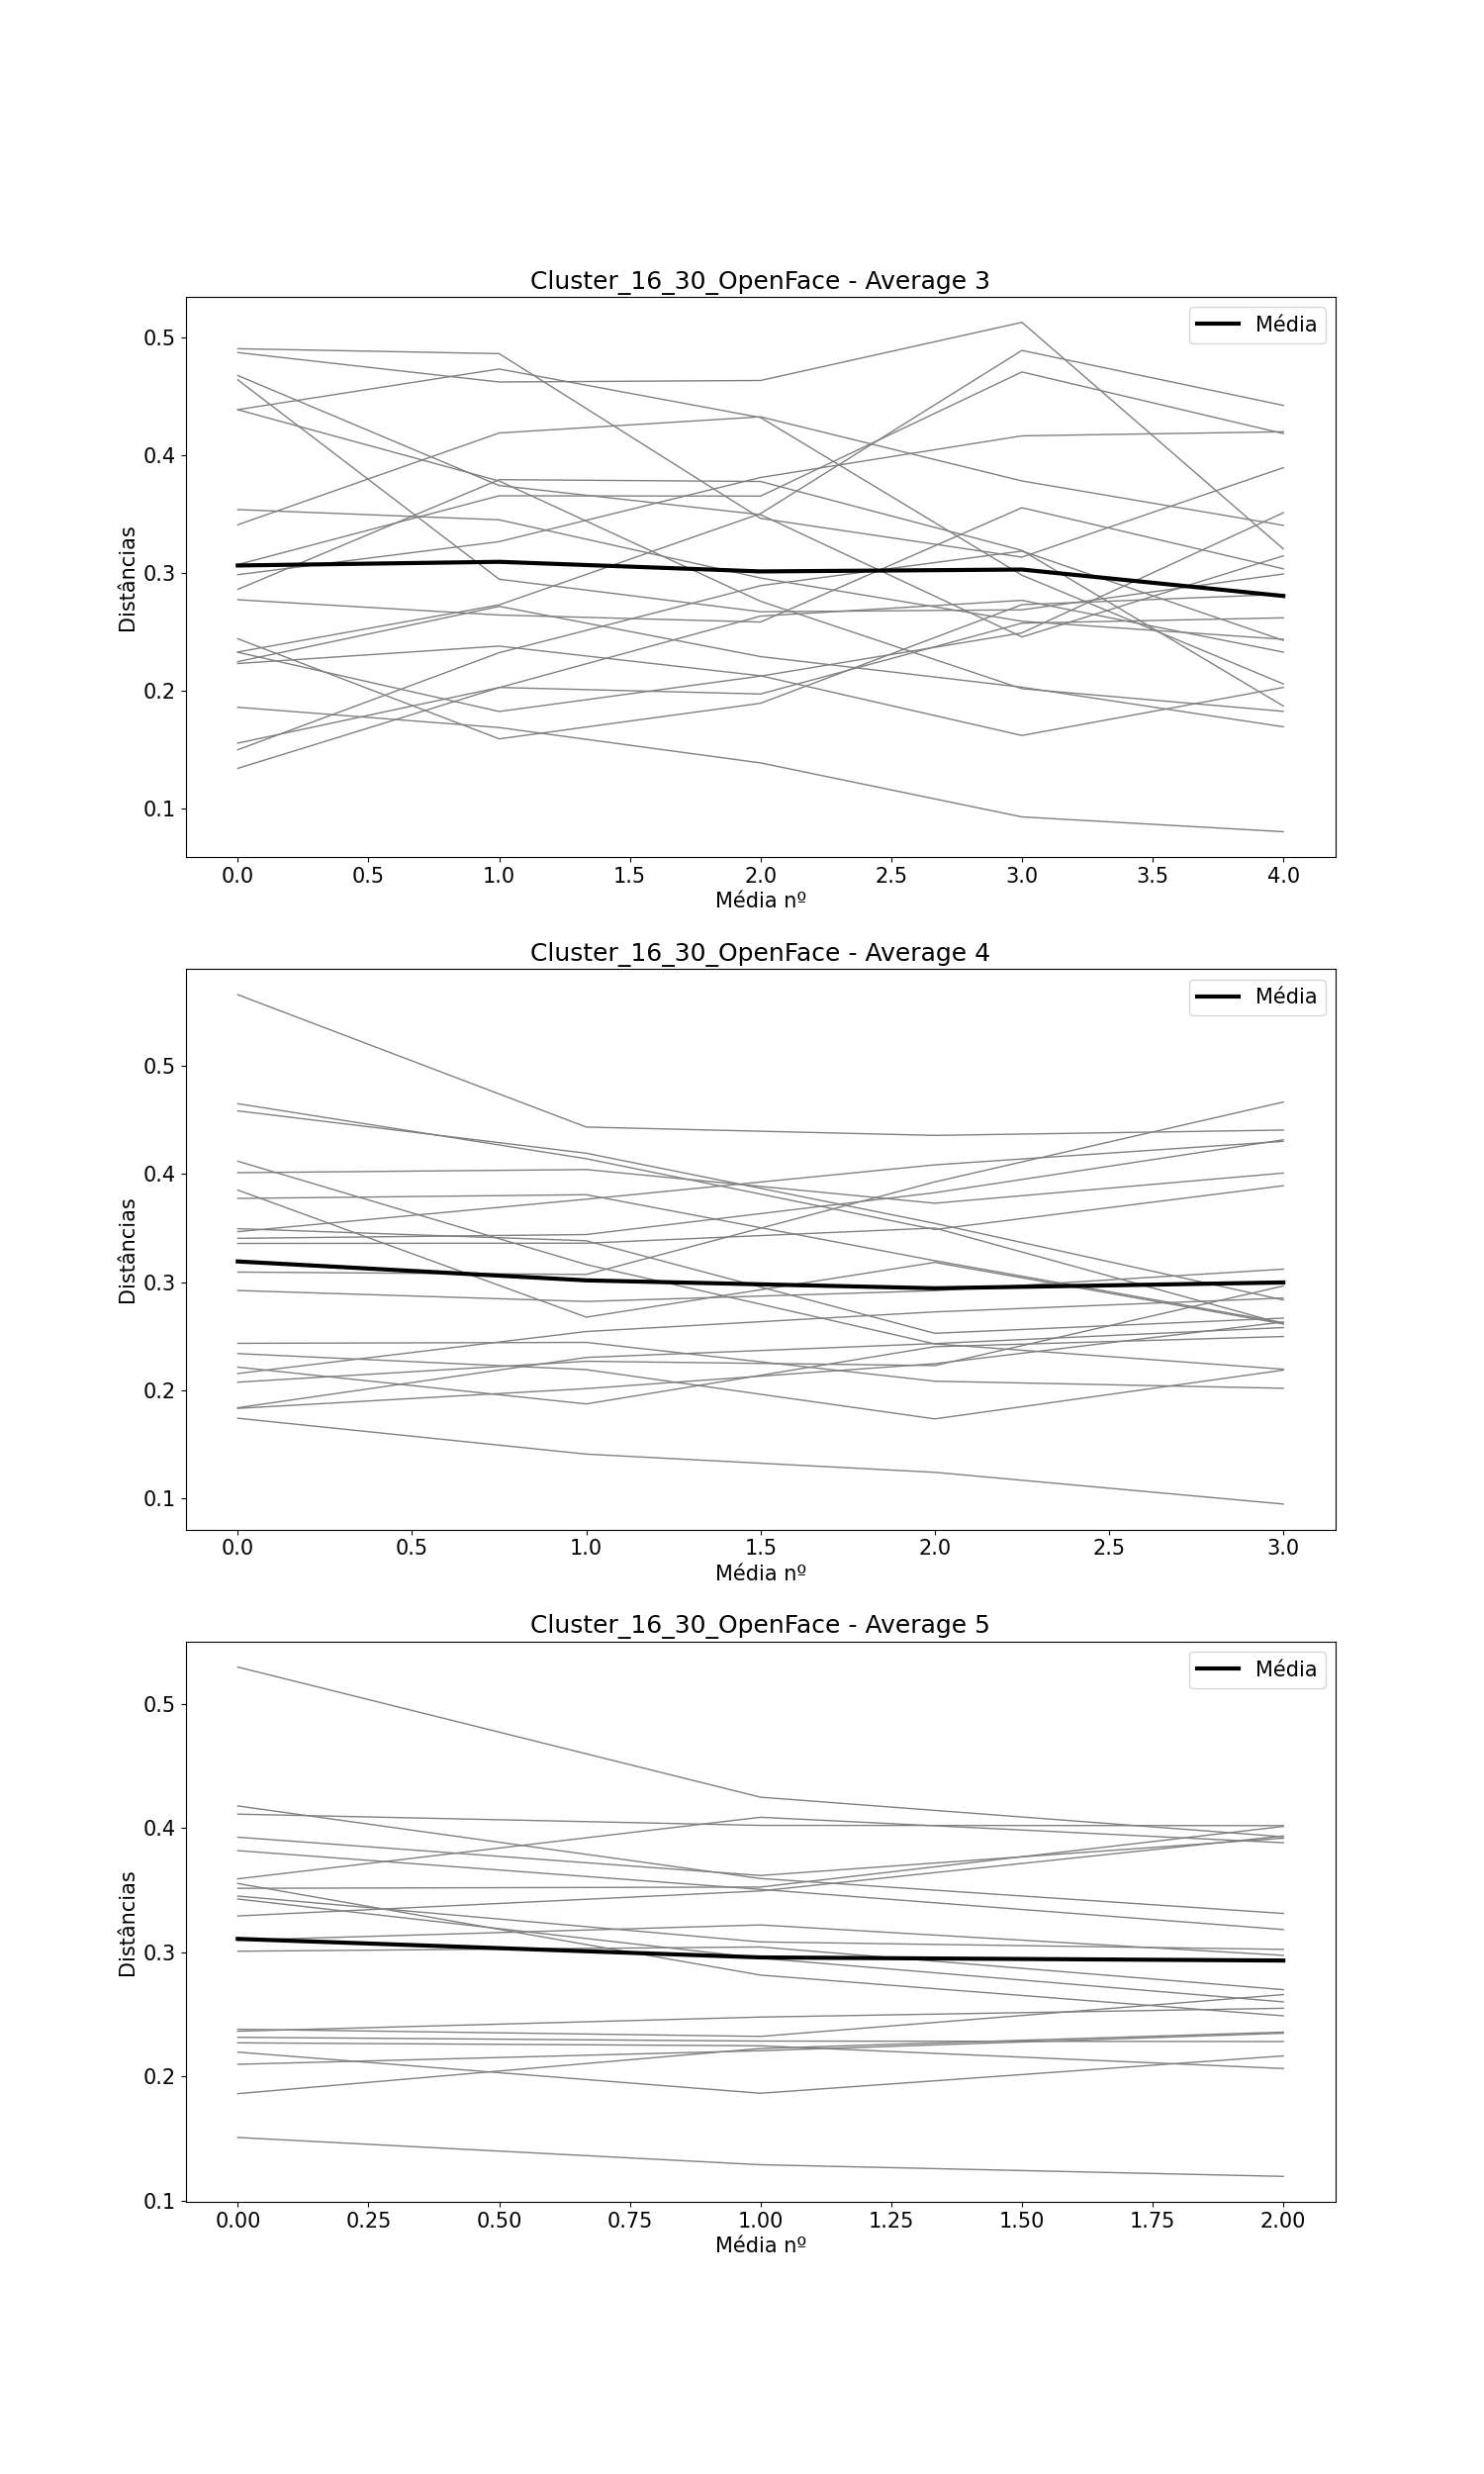 Cluster_16_30_OpenFace - Average 3
Média
0.5
0.4
0.3
0.2
0.1
Distâncias
0.0 0.5 1.0 1.5 2.0 2.5 3.0 3.5 4.0
Média nº
Cluster_16_30_OpenFace - Average 4
Média
0.5
0.4
0.3
0.2
0.1
Distâncias
0.0 0.5 1.0 1.5 2.0 2.5 3.0
Média nº
Cluster_16_30_OpenFace - Average 5
Média
0.5
0.4
0.3
0.2
0.1
Distâncias
0.00 0.25 0.50 0.75 1.00 1.25 1.50 1.75 2.00
Média nº